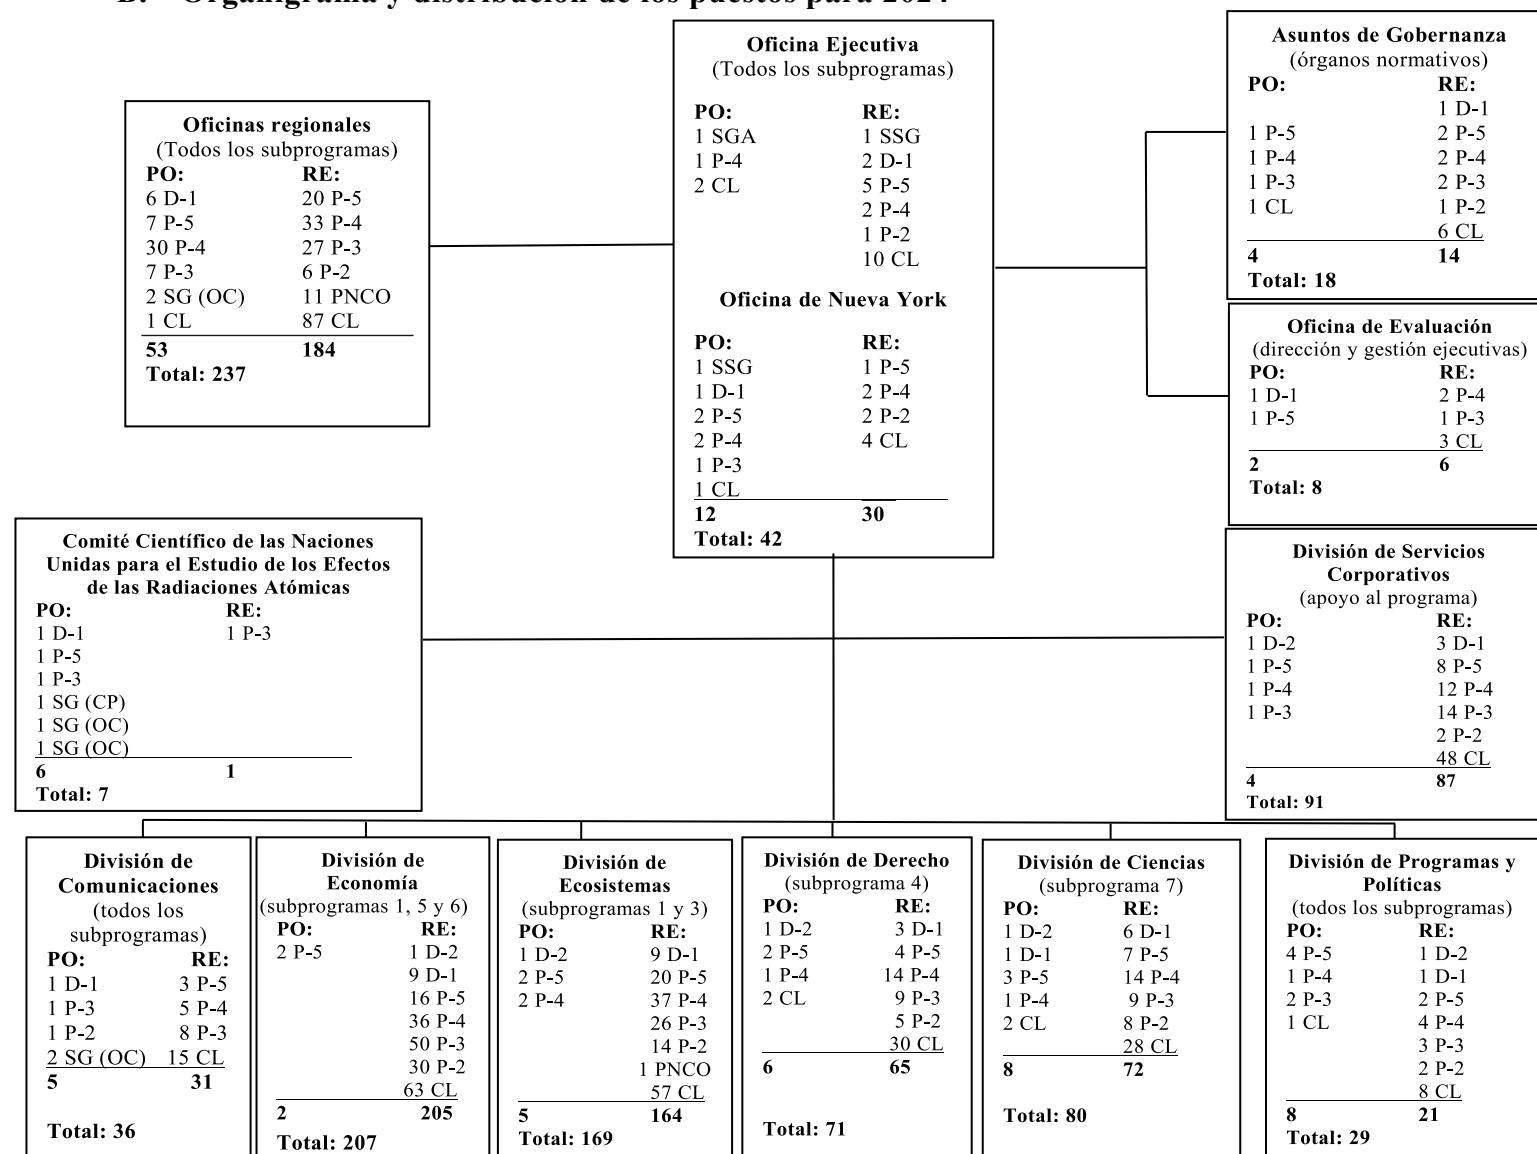 B. Organigrama y distribución de los puestos para 2024
Oficina Ejecutiva
(Todos los subprogramas)
PO: RE:
1 SGA 1 SSG
1 P-4 2 D-1
2 CL 5 P-5
2 P-4
1 P-2
10 CL
Oficina de Nueva York
PO: RE:
1 SSG 1 P-5
1 D-1 2 P-4
2 P-5 2 P-2
2 P-4 4 CL
1 P-3
1 CL
12 30
Total: 42
Asuntos de Gobernanza
(órganos normativos)
PO: RE:
1 D-1
1 P-5 2 P-5
1 P-4 2 P-4
1 P-3 2 P-3
1 CL 1 P-2
6 CL
4 14
Total: 18
Oficinas regionales
(Todos los subprogramas)
PO: RE:
6 D-1 20 P-5
7 P-5 33 P-4
30 P-4 27 P-3
7 P-3 6 P-2
2 SG (OC) 11 PNCO
1 CL 87 CL
53 184
Total: 237
Oficina de Evaluación
(dirección y gestión ejecutivas)
PO: RE:
1 D-1 2 P-4
1 P-5 1 P-3
3 CL
2 6
Total: 8
Comité Científico de las Naciones
Unidas para el Estudio de los Efectos
de las Radiaciones Atómicas
PO: RE:
1 D-1 1 P-3
1 P-5
1 P-3
1 SG (CP)
1 SG (OC)
1 SG (OC)
6 1
Total: 7
División de Servicios
Corporativos
(apoyo al programa)
PO: RE:
1 D-2 3 D-1
1 P-5 8 P-5
1 P-4 12 P-4
1 P-3 14 P-3
2 P-2
48 CL
4 87
Total: 91
División de
Comunicaciones
(todos los
subprogramas)
PO: RE:
1 D-1 3 P-5
1 P-3 5 P-4
1 P-2 8 P-3
2 SG (OC) 15 CL
5 31
Total: 36
División de
Economía
(subprogramas 1, 5 y 6)
PO: RE:
2 P-5 1 D-2
9 D-1
16 P-5
36 P-4
50 P-3
30 P-2
63 CL
2 205
Total: 207
División de
Ecosistemas
(subprogramas 1 y 3)
PO: RE:
1 D-2 9 D-1
2 P-5 20 P-5
2 P-4 37 P-4
26 P-3
14 P-2
1 PNCO
57 CL
5 164
Total: 169
División de Derecho
(subprograma 4)
PO: RE:
1 D-2 3 D-1
2 P-5 4 P-5
1 P-4 14 P-4
2 CL 9 P-3
5 P-2
30 CL
6 65
Total: 71
División de Ciencias
(subprograma 7)
PO: RE:
1 D-2 6 D-1
1 D-1 7 P-5
3 P-5 14 P-4
1 P-4 9 P-3
2 CL 8 P-2
28 CL
8 72
Total: 80
División de Programas y
Políticas
(todos los subprogramas)
PO: RE:
4 P-5 1 D-2
1 P-4 1 D-1
2 P-3 2 P-5
1 CL 4 P-4
3 P-3
2 P-2
8 CL
8 21
Total: 29